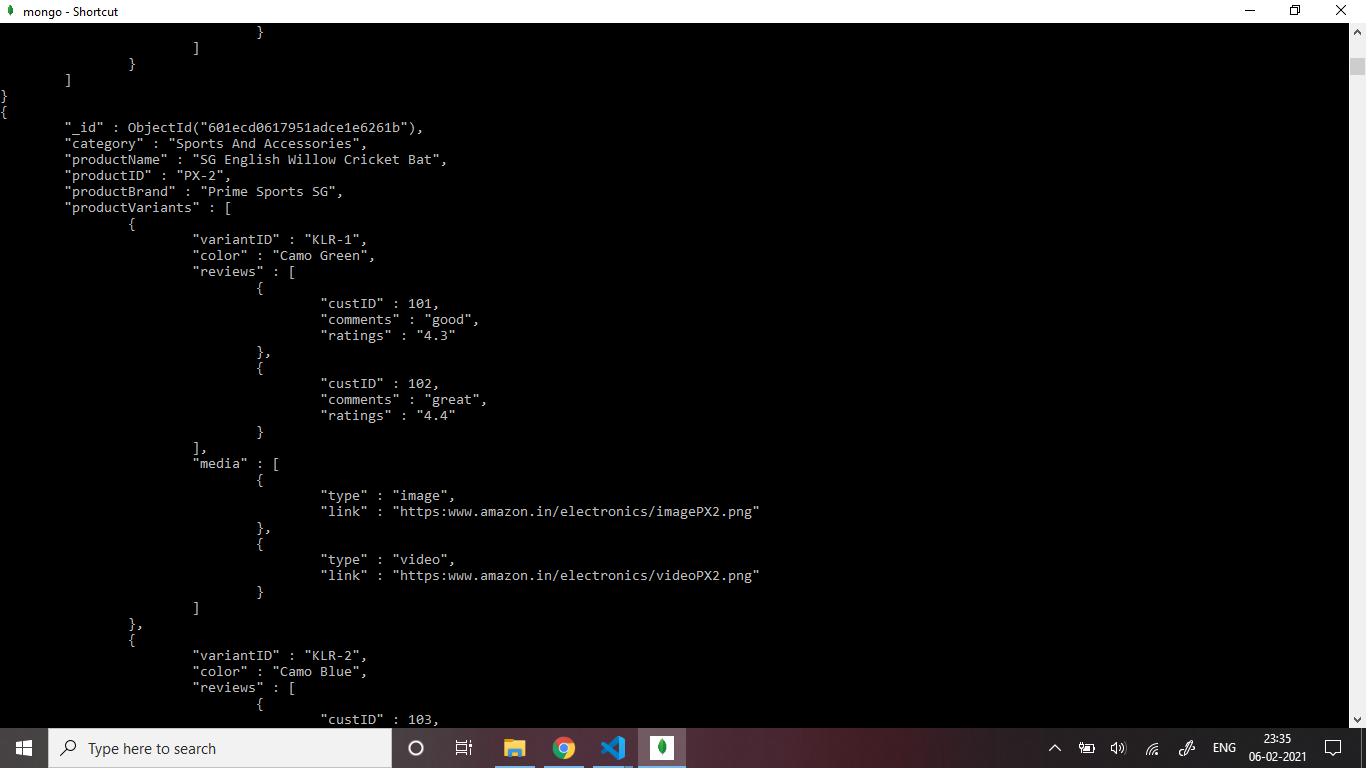 mongo - Shortcut
}
]
}
]
}
{
"_id" : ObjectId("601ecd0617951adce1e6261b"),
"category" : "Sports And Accessories",
"productName" : "SG English Willow Cricket Bat",
"productID" : "PX-2",
"productBrand" : "Prime Sports SG",
"productVariants" : [
{
"variantID" : "KLR-1",
"color" : "Camo Green",
"reviews" : [
{
"custID" : 101,
"comments" : "good",
"ratings" : "4.3"
},
{
"custID" : 102,
"comments" : "great",
"ratings" : "4.4"
}
],
"media" : [
{
"type" : "image",
"link" : "https:www.amazon.in/electronics/imagePX2.png"
},
{
"type" : "video",
"link" : "https:www.amazon.in/electronics/videoPX2.png"
}
]
},
{
"variantID" : "KLR-2",
"color" : "Camo Blue",
"reviews" : [
{
"custID" : 103,
Type here to search
ENG
23:35
06-02-2021